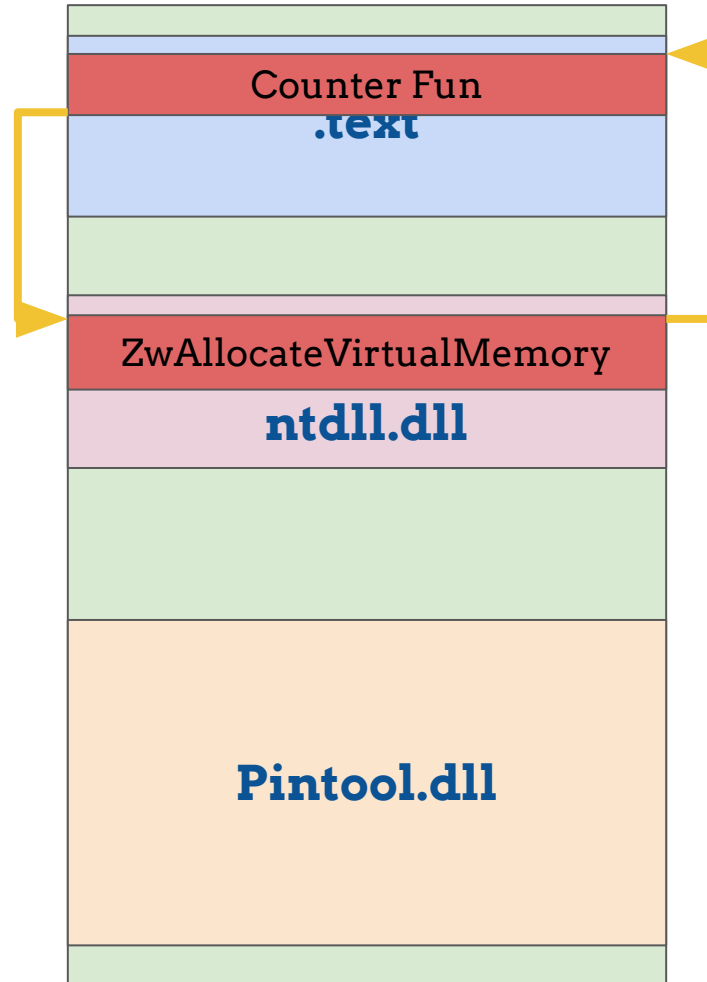 Counter Fun
.text
ZwAllocateVirtualMemory
ntdll.dll
Pintool.dll